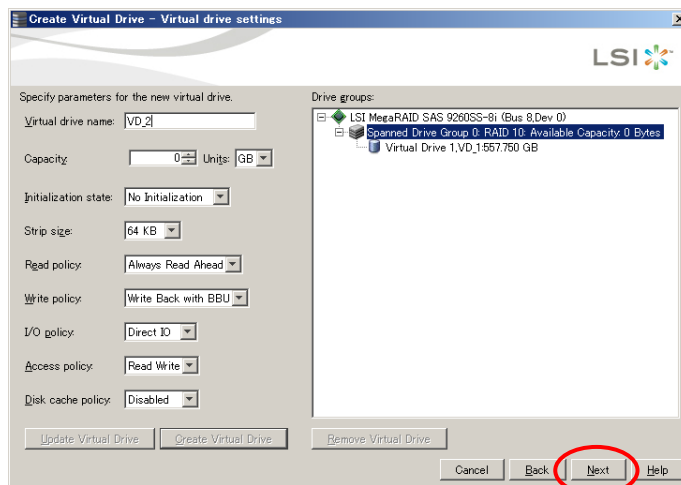 Create Virtual Drive – Virtual drive settings
LSI
Specify parameters for the new virtual drive.
Virtual drive name: VD_2
Capacity: 0 Units: GB
Initialization state: No Initialization
Strip size: 64 KB
Read policy: Always Read Ahead
Write policy: Write Back with BBU
I/O policy: Direct IO
Access policy: Read Write
Disk cache policy: Disabled
Update Virtual Drive Create Virtual Drive
Drive groups:
LSI MegaRAID SAS 9260SS-8i (Bus 8,Dev 0)
Spanned Drive Group 0: RAID 10: Available Capacity: 0 Bytes
Virtual Drive 1,VD_1:557.750 GB
Remove Virtual Drive
Cancel Back Next Help